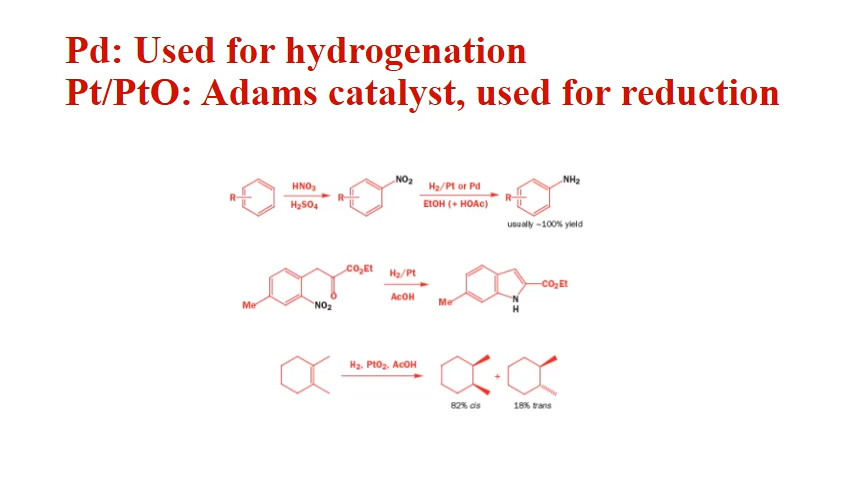 Pd: Used for hydrogenation
Pt/PtO: Adams catalyst, used for reduction
R
HNO3
H2SO4
R
NO2
H2/Pt or Pd
EtOH (+ HOAc)
R
NH2
usually ~100% yield
Me
CO2Et
O
NO2
H2/Pt
AcOH
Me
N
H
CO2Et
H2, PtO2, AcOH
+
82% cis
18% trans